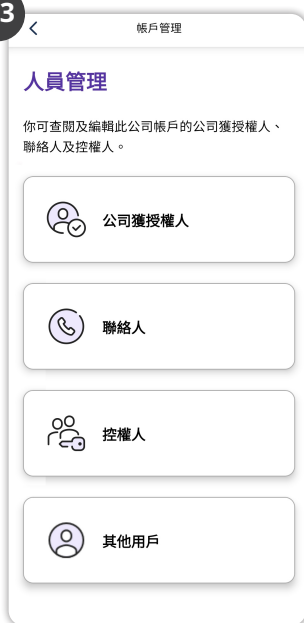 3
帳戶管理
人員管理
你可查閱及編輯此公司帳戶的公司獲授權人、
聯絡人及控權人。
公司獲授權人
聯絡人
控權人
其他用戶